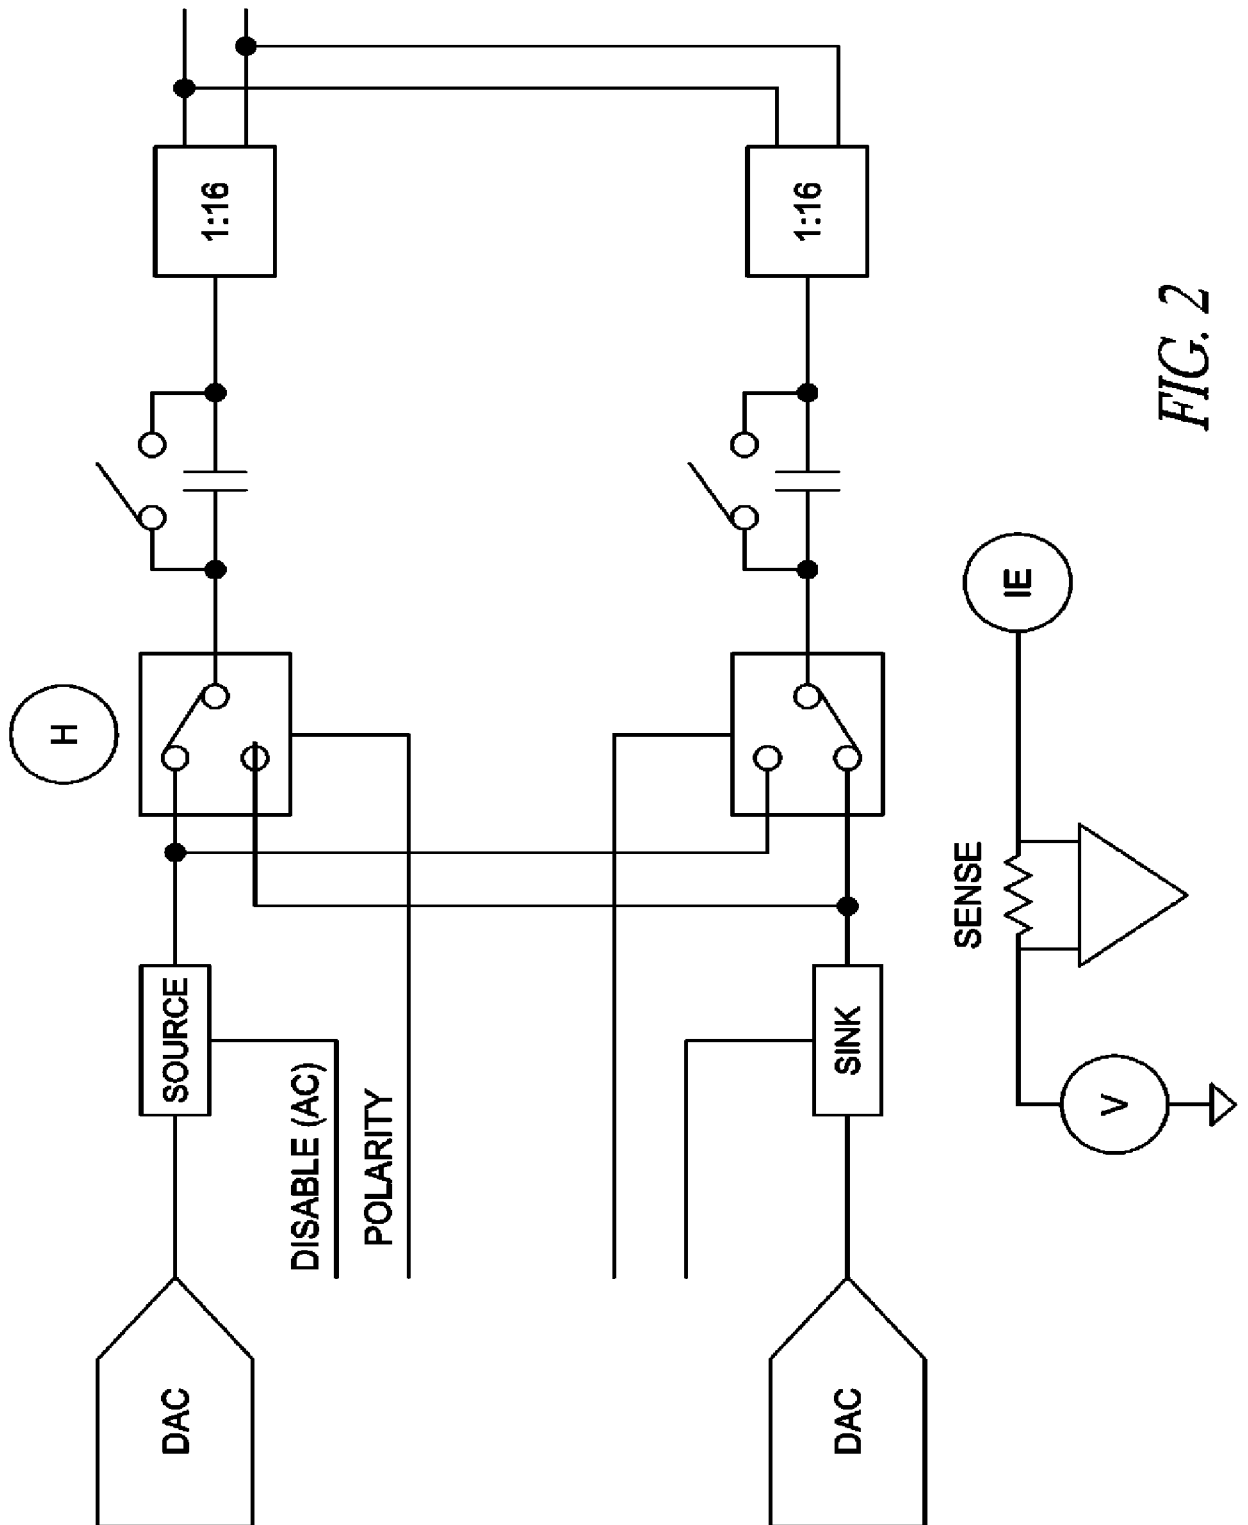 DAC
SOURCE
H
1:16
DISABLE (AC)
POLARITY
DAC
SINK
1:16
SENSE
V
IE
FIG. 2